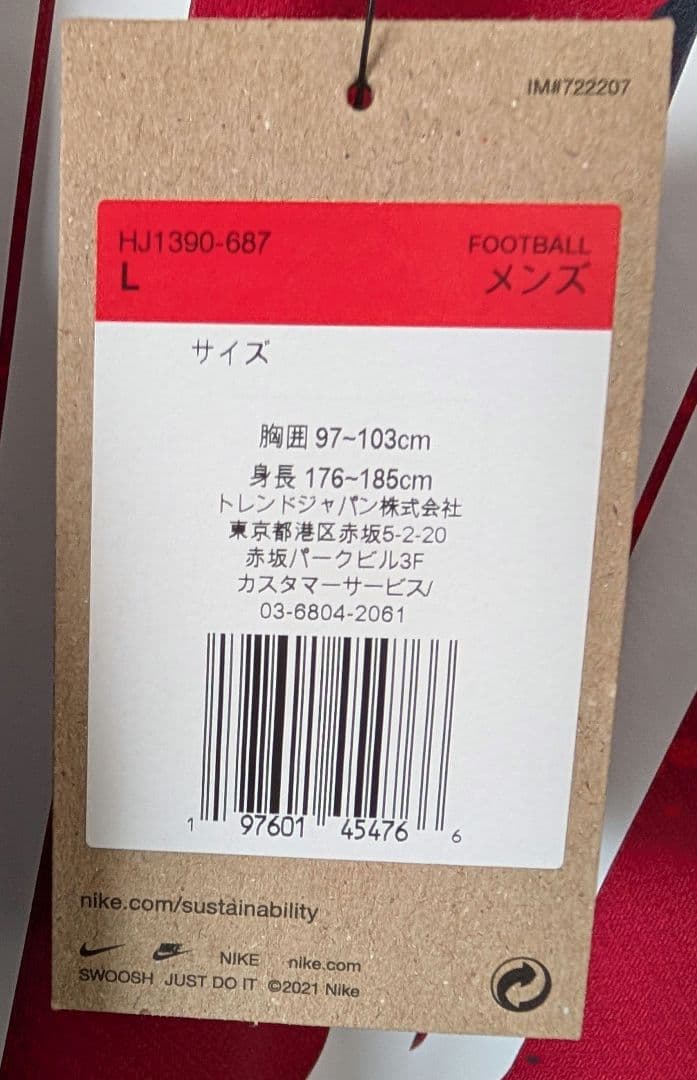 IM#722207
HJ1390-687
FOOTBALL
L
メンズ
サイズ
胸囲 97~103cm
身長 176~185cm
トレンドジャパン株式会社
東京都港区赤坂5-2-20
赤坂パークビル3F
カスタマーサービス/
03-6804-2061
1 97601 45476 6
nike.com/sustainability
NIKE nike.com
SWOOSH JUST DO IT ©2021 Nike